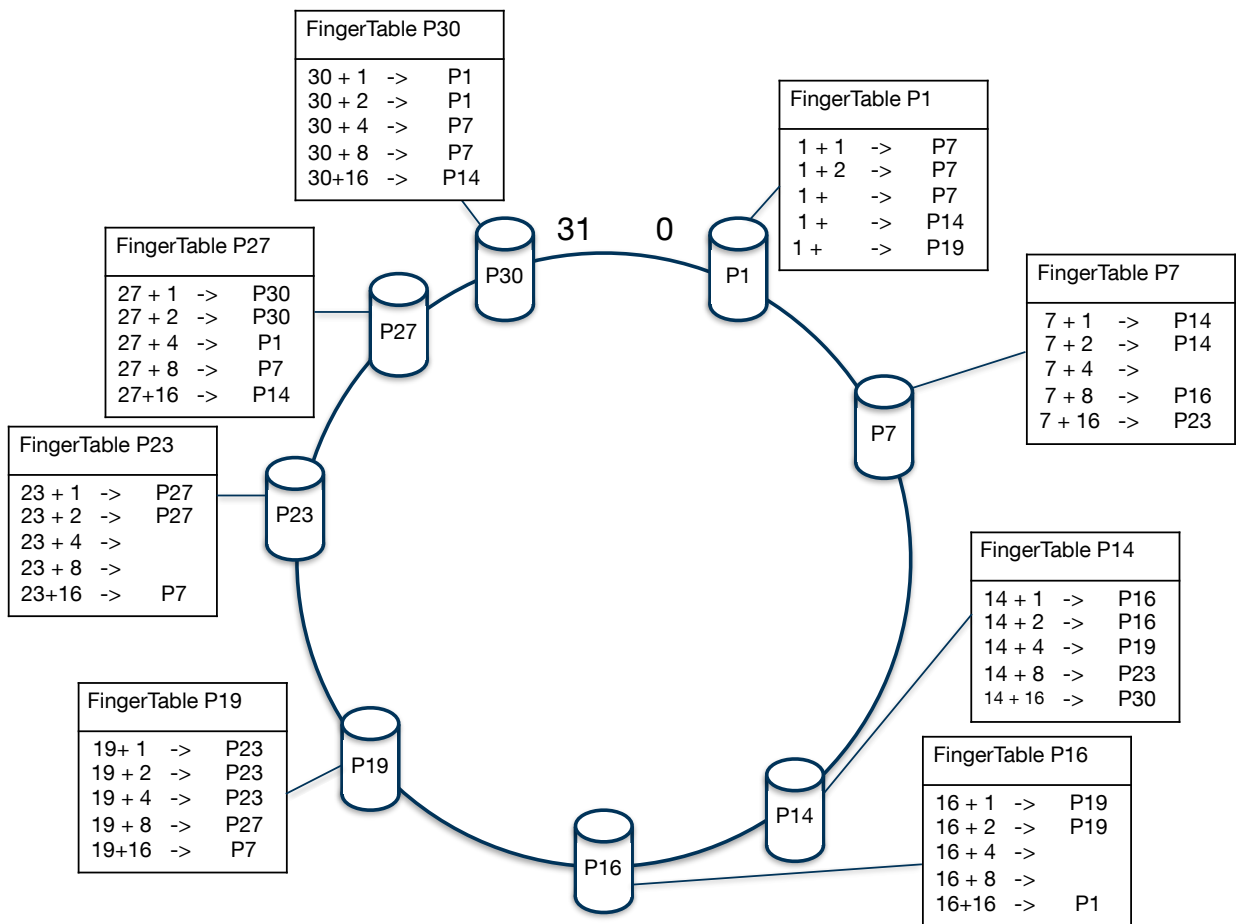 FingerTable P30
30 + 1 -> P1
30 + 2 -> P1
30 + 4 -> P7
30 + 8 -> P7
30+16 -> P14
FingerTable P1
1 + 1 -> P7
1 + 2 -> P7
1 + -> P7
1 + -> P14
1 + -> P19
31 0
P30
P1
FingerTable P27
27 + 1 -> P30
27 + 2 -> P30
27 + 4 -> P1
27 + 8 -> P7
27+16 -> P14
P27
FingerTable P7
7 + 1 -> P14
7 + 2 -> P14
7 + 4 ->
7 + 8 -> P16
7 + 16 -> P23
P7
FingerTable P23
23 + 1 -> P27
23 + 2 -> P27
23 + 4 ->
23 + 8 ->
23+16 -> P7
P23
FingerTable P14
14 + 1 -> P16
14 + 2 -> P16
14 + 4 -> P19
14 + 8 -> P23
14 + 16 -> P30
P14
FingerTable P19
19+ 1 -> P23
19 + 2 -> P23
19 + 4 -> P23
19 + 8 -> P27
19+16 -> P7
P19
FingerTable P16
16 + 1 -> P19
16 + 2 -> P19
16 + 4 ->
16 + 8 ->
16+16 -> P1
P16